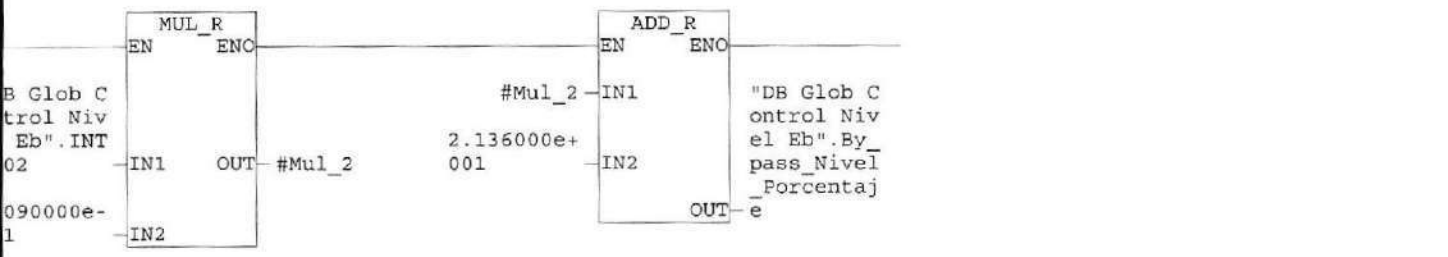 MUL_R
EN ENO
B Glob C
trol Niv
Eb".INT
02
IN1 OUT #Mul_2
090000e-
1
IN2
ADD_R
EN ENO
#Mul_2 IN1
2.136000e+
001
IN2
"DB Glob C
ontrol Niv
el Eb".By_
pass_Nivel
_Porcentaj
OUT e